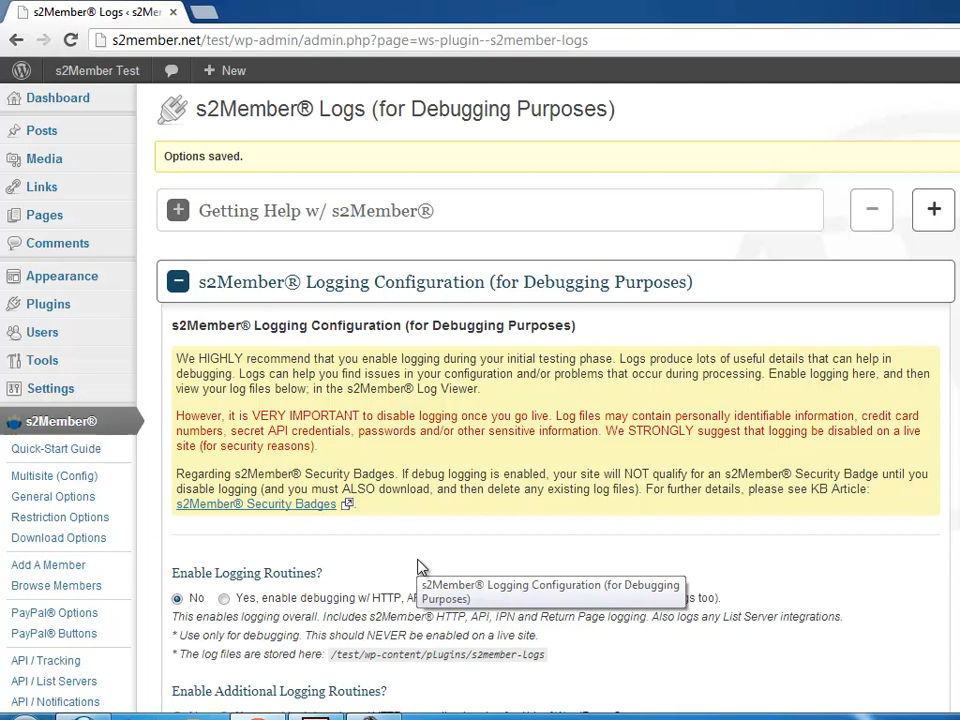 s2Member® Logs ‹ s2Mer
s2member.net/test/wp-admin/admin.php?page=ws-plugin--s2member-logs
s2Member Test
New
Dashboard
Posts
Media
Links
Pages
Comments
Appearance
Plugins
Users
Tools
Settings
s2Member®
Quick-Start Guide
Multisite (Config)
General Options
Restriction Options
Download Options
Add A Member
Browse Members
PayPal® Options
PayPal® Buttons
API / Tracking
API / List Servers
API / Notifications
s2Member® Logs (for Debugging Purposes)
Options saved.
Getting Help w/ s2Member®
s2Member® Logging Configuration (for Debugging Purposes)
s2Member® Logging Configuration (for Debugging Purposes)
We HIGHLY recommend that you enable logging during your initial testing phase. Logs produce lots of useful details that can help in
debugging. Logs can help you find issues in your configuration and/or problems that occur during processing. Enable logging here, and then
view your log files below; in the s2Member® Log Viewer.
However, it is VERY IMPORTANT to disable logging once you go live. Log files may contain personally identifiable information, credit card
numbers, secret API credentials, passwords and/or other sensitive information. We STRONGLY suggest that logging be disabled on a live
site (for security reasons).
Regarding s2Member® Security Badges. If debug logging is enabled, your site will NOT qualify for an s2Member® Security Badge until you
disable logging (and you must ALSO download, and then delete any existing log files). For further details, please see KB Article:
s2Member® Security Badges.
Enable Logging Routines?
No Yes, enable debugging w/ HTTP, gs too).
s2Member® Logging Configuration (for Debugging
Purposes)
This enables logging overall. Includes s2Member® HTTP, API, IPN and Return Page logging. Also logs any List Server integrations.
* Use only for debugging. This should NEVER be enabled on a live site.
* The log files are stored here: /test/wp-content/plugins/s2member-logs
Enable Additional Logging Routines?